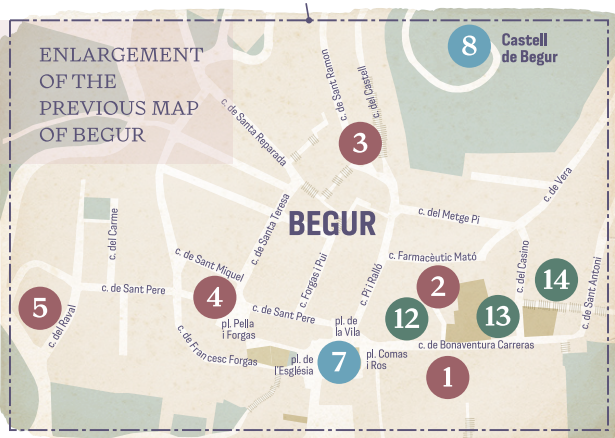 ENLARGEMENT
OF THE
PREVIOUS MAP
OF BEGUR
8
Castell
de Begur
c. de Sant Ramon
c. del Castell
c. de Santa Reparada
3
c. de Vera
BEGUR
c. del Metge Pi
c. de Santa Teresa
c. del Carme
c. Forgas i Pui
c. Pi i Ralló
c. Farmacèutic Mató
c. del Casino
c. de Sant Antoni
c. de Sant Miquel
14
2
c. de Sant Pere
4
5
c. del Raval
c. de Sant Pere
pl. Pella
i Forgas
pl. de
la Vila
12
13
c. de Bonaventura Carreras
c. de Francesc Forgas
pl. de
l'Església
7
pl. Comas
i Ros
1